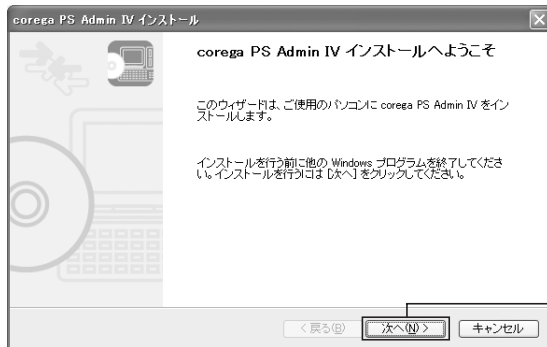 corega PS Admin IV インストール
corega PS Admin IV インストールへようこそ
このウィザードは、ご使用のパソコンに corega PS Admin IV をイン
ストールします。
インストールを行う前に他の Windows プログラムを終了してくださ
い。インストールを行うには [次へ] をクリックしてください。
< 戻る(B)
次へ(N) >
キャンセル